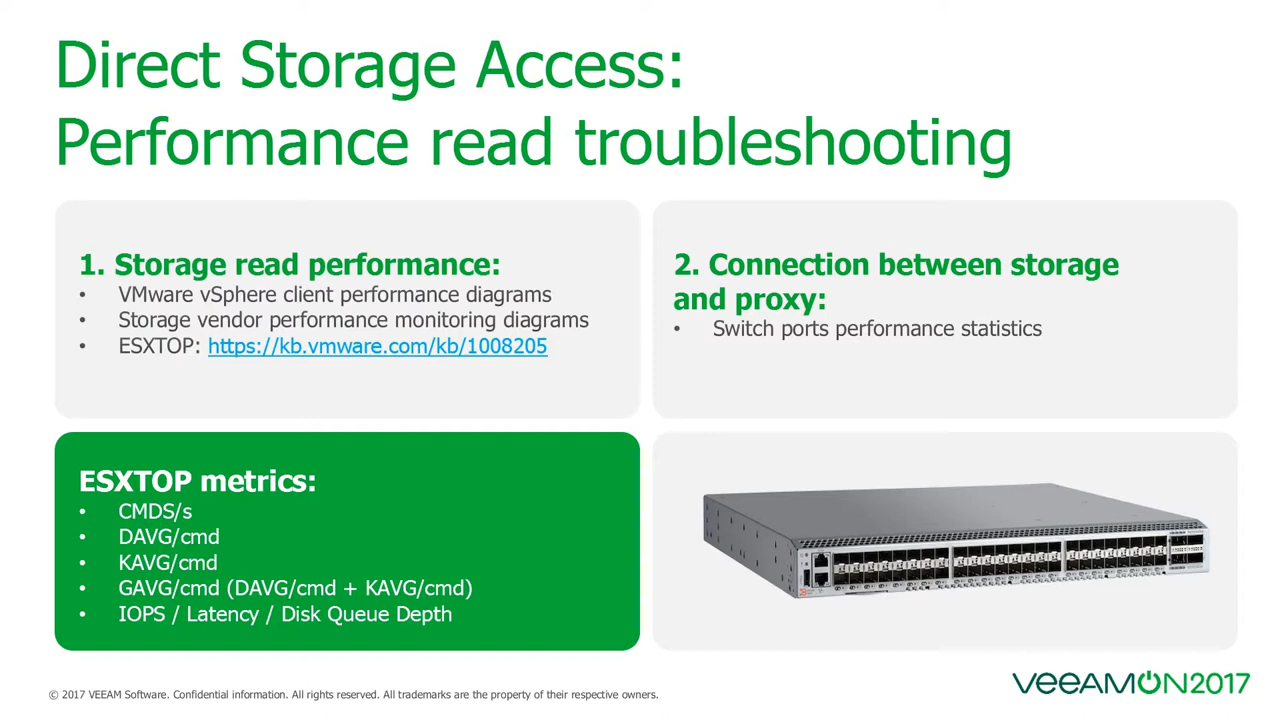 Direct Storage Access:
Performance read troubleshooting
1. Storage read performance:
• VMware vSphere client performance diagrams
• Storage vendor performance monitoring diagrams
• ESXTOP: https://kb.vmware.com/kb/1008205
2. Connection between storage
and proxy:
• Switch ports performance statistics
ESXTOP metrics:
• CMDS/s
• DAVG/cmd
• KAVG/cmd
• GAVG/cmd (DAVG/cmd + KAVG/cmd)
• IOPS / Latency / Disk Queue Depth
© 2017 VEEAM Software. Confidential information. All rights reserved. All trademarks are the property of their respective owners.
VEEAMON2017